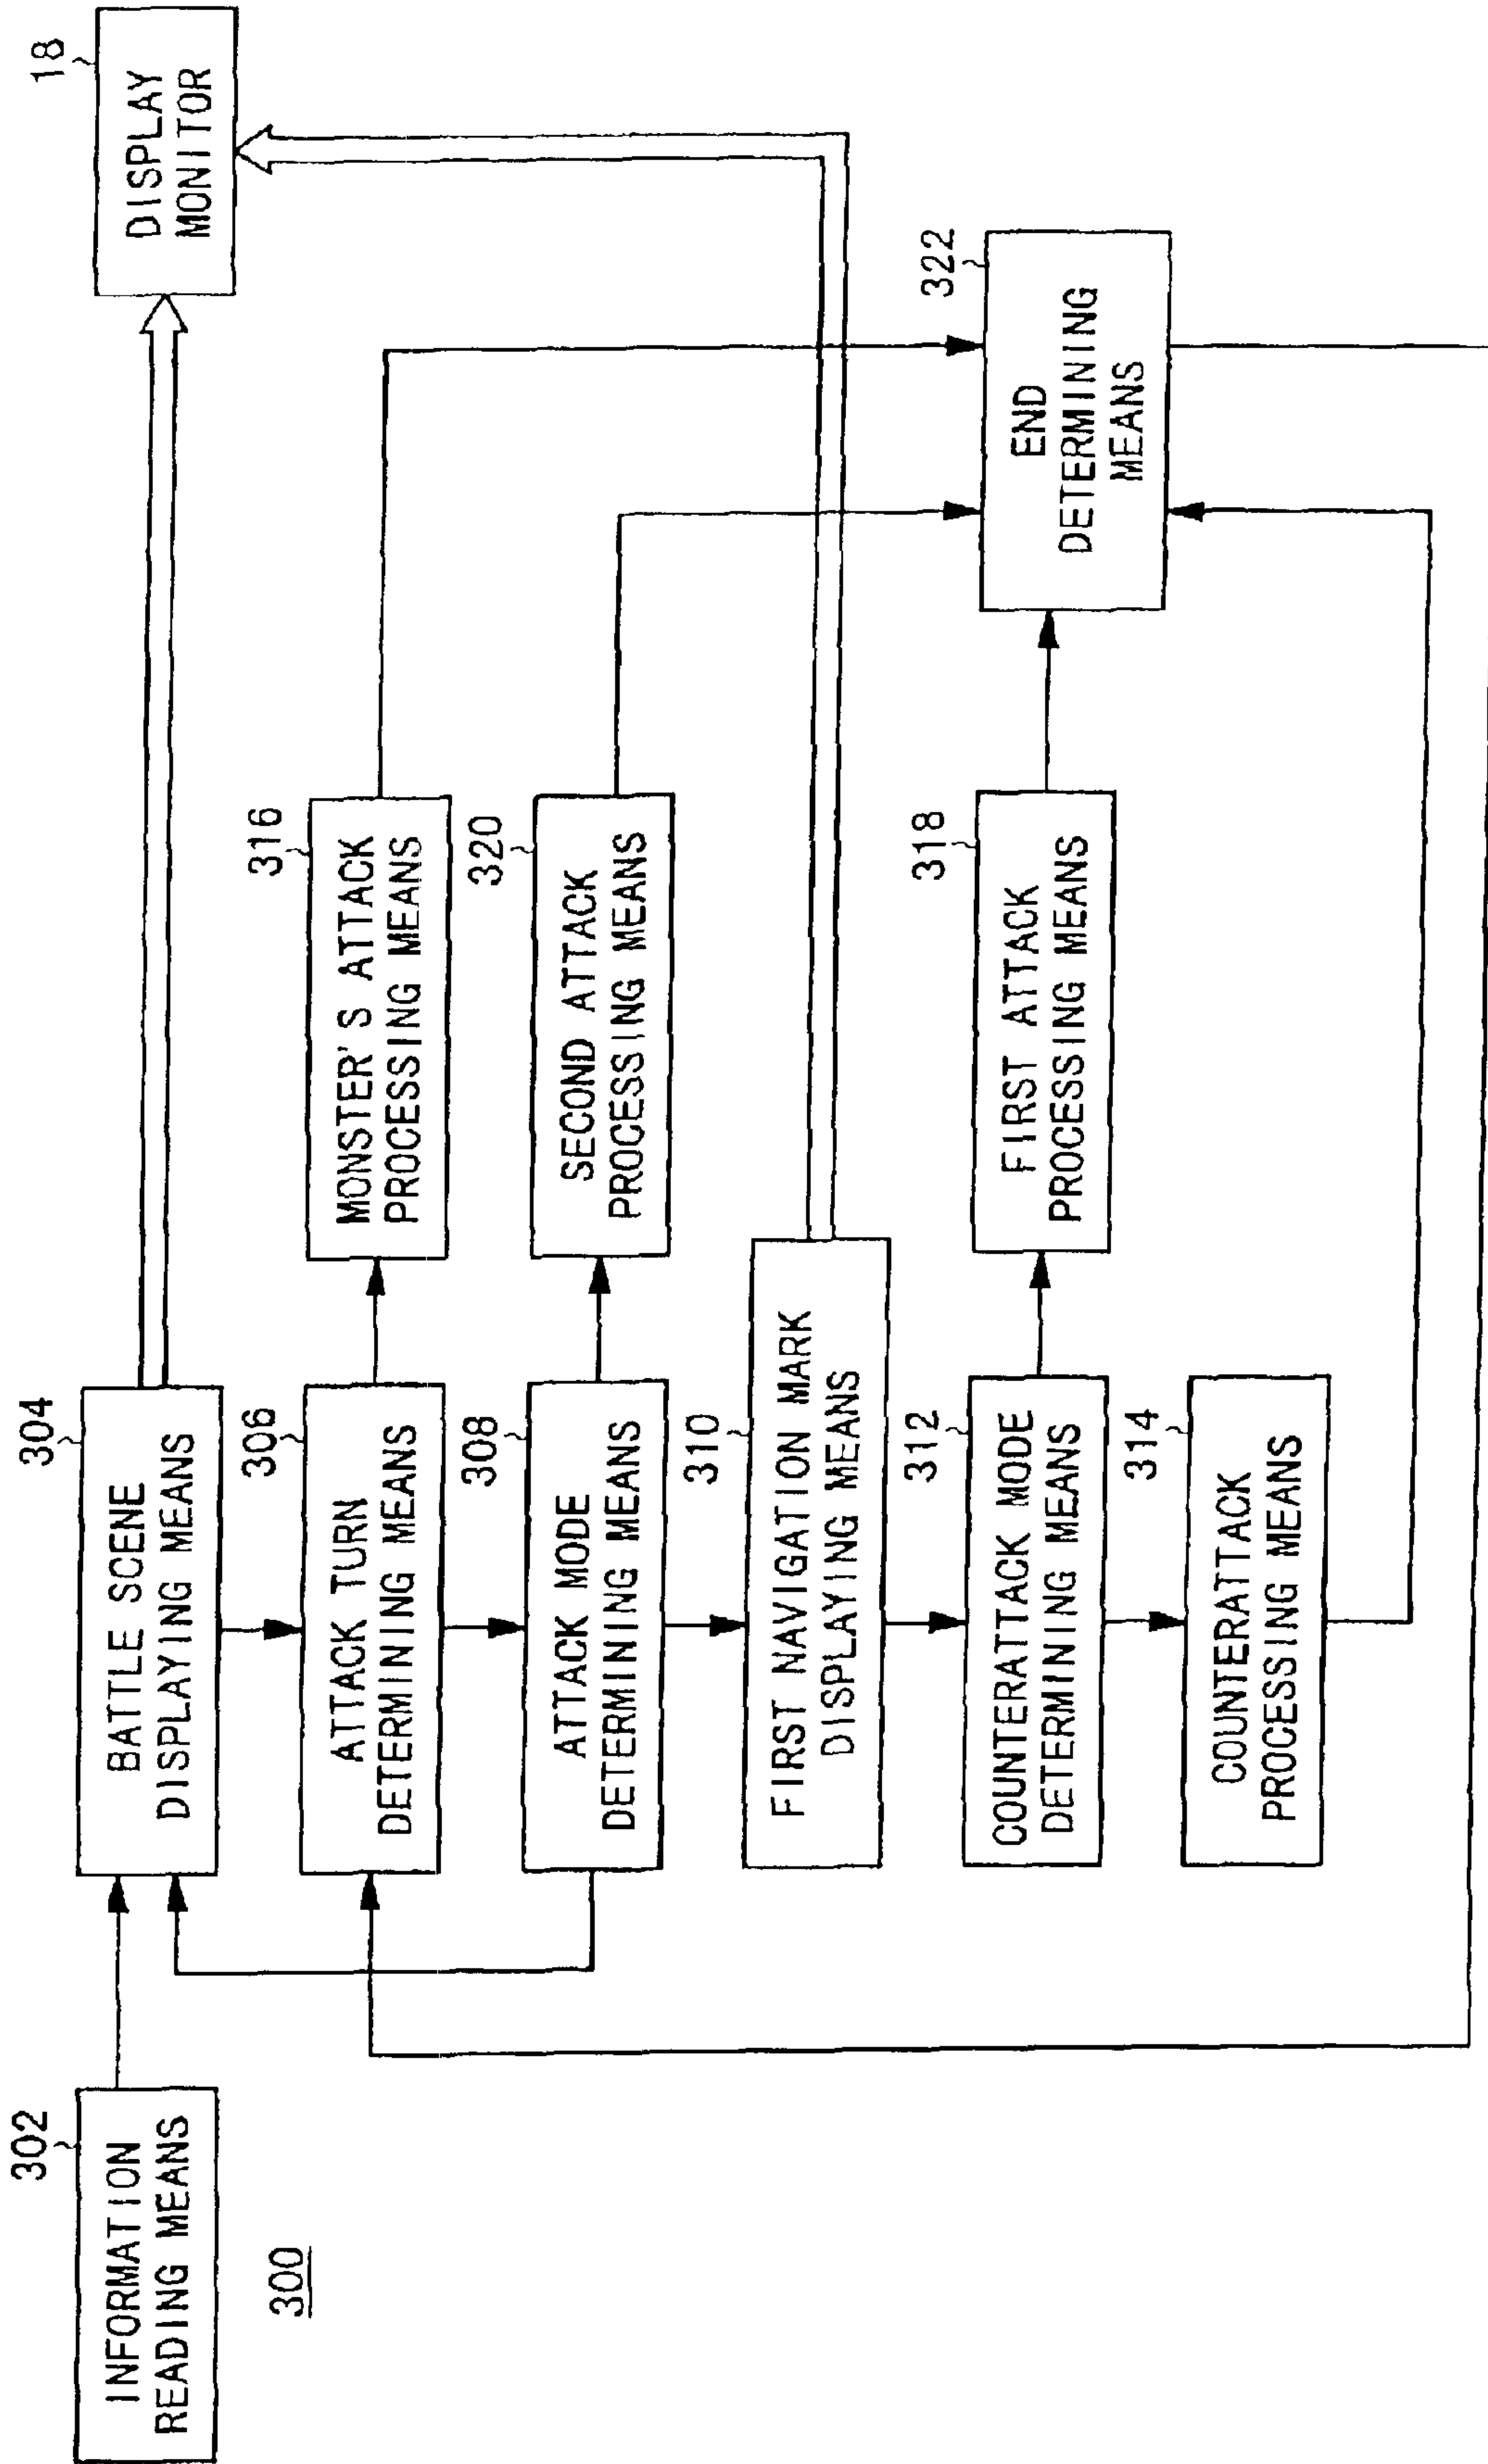 302
INFORMATION
READING MEANS
300
304
BATTLE SCENE
DISPLAYING MEANS
18
DISPLAY
MONITOR
306
ATTACK TURN
DETERMINING MEANS
316
MONSTER'S ATTACK
PROCESSING MEANS
308
ATTACK MODE
DETERMINING MEANS
320
SECOND ATTACK
PROCESSING MEANS
310
FIRST NAVIGATION MARK
DISPLAYING MEANS
312
COUNTERATTACK MODE
DETERMINING MEANS
318
FIRST ATTACK
PROCESSING MEANS
322
END
DETERMINING
MEANS
314
COUNTERATTACK
PROCESSING MEANS